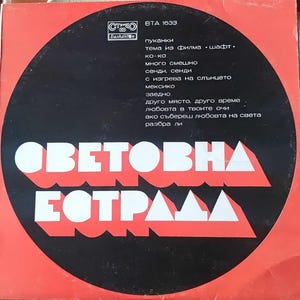 ВТА 1639
пуканки
тема из филма "шафт"
ко-ко
много смешно
сенди, сенди
с изгрева на слънцето
мексико
заедно
друго място, друго време
любовта в твоите очи
ако събереш любовта на света
разбра ли
СВЕТОВНА
ЕСТРАДА